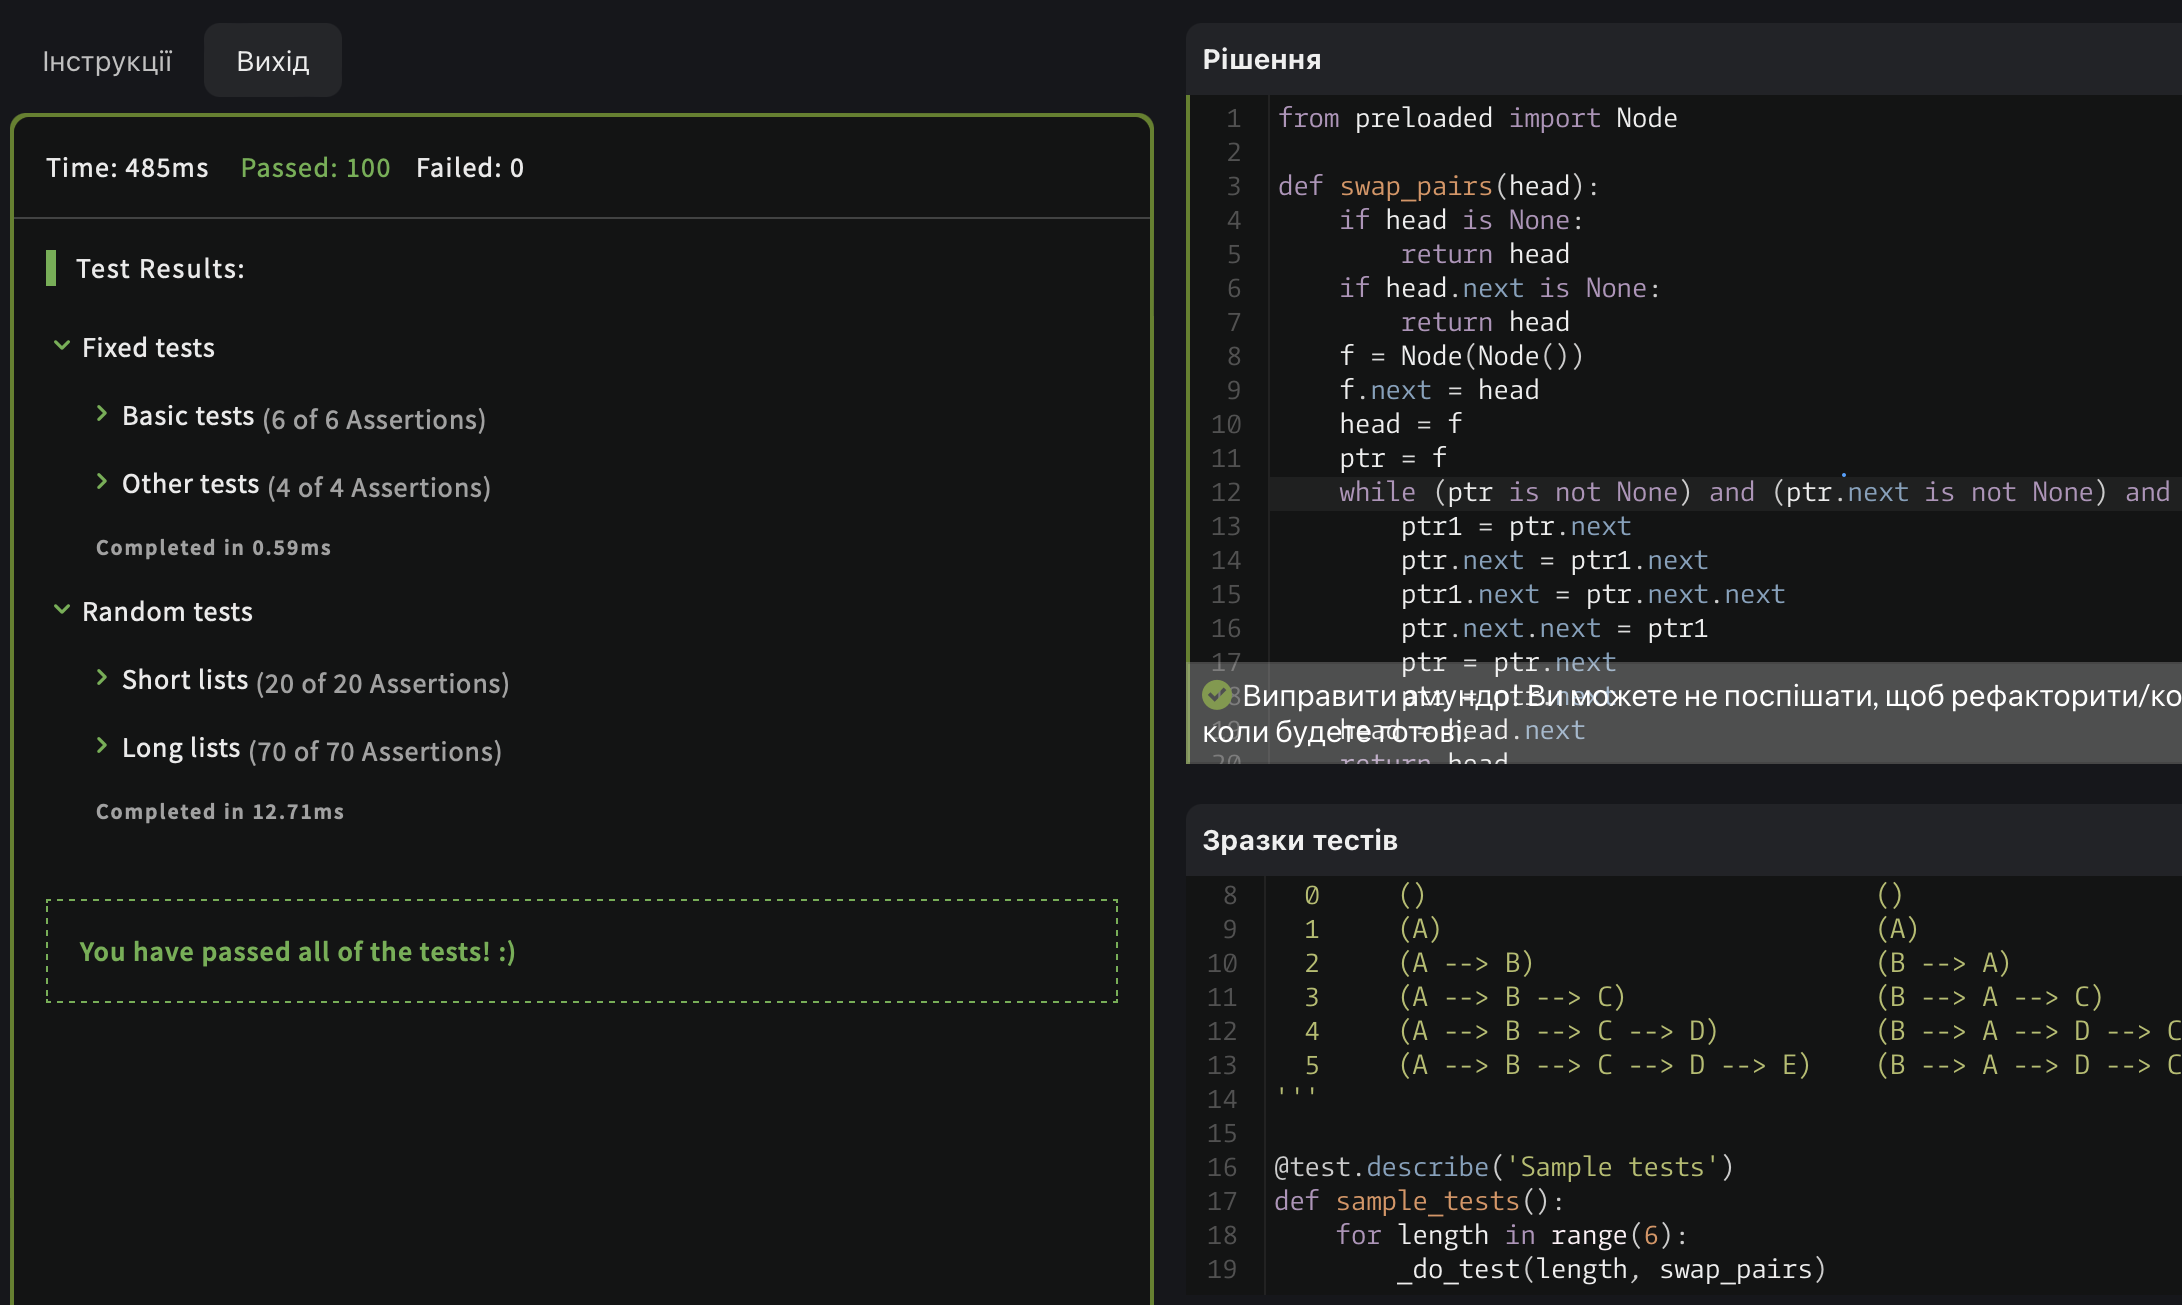 Інструкції Вихід
Time: 485ms Passed: 100 Failed: 0
Test Results:
Fixed tests
Basic tests (6 of 6 Assertions)
Other tests (4 of 4 Assertions)
Completed in 0.59ms
Random tests
Short lists (20 of 20 Assertions)
Long lists (70 of 70 Assertions)
Completed in 12.71ms
You have passed all of the tests! :)
Рішення
1 from preloaded import Node
2
3 def swap_pairs(head):
4     if head is None:
5         return head
6     if head.next is None:
7         return head
8     f = Node(Node())
9     f.next = head
10     head = f
11     ptr = f
12     while (ptr is not None) and (ptr.next is not None) and
13         ptr1 = ptr.next
14         ptr.next = ptr1.next
15         ptr1.next = ptr.next.next
16         ptr.next.next = ptr1
17         ptr = ptr.next
18         ptr = ptr.next
19     head = head.next
20     return head
Виправити ! Ви можете не поспішати, щоб рефакторити/ко
коли будете готові.
Зразки тестів
8 0 () ()
9 1 (A) (A)
10 2 (A --> B) (B --> A)
11 3 (A --> B --> C) (B --> A --> C)
12 4 (A --> B --> C --> D) (B --> A --> D --> C
13 5 (A --> B --> C --> D --> E) (B --> A --> D --> C
14 '''
15
16 @test.describe('Sample tests')
17 def sample_tests():
18     for length in range(6):
19         _do_test(length, swap_pairs)